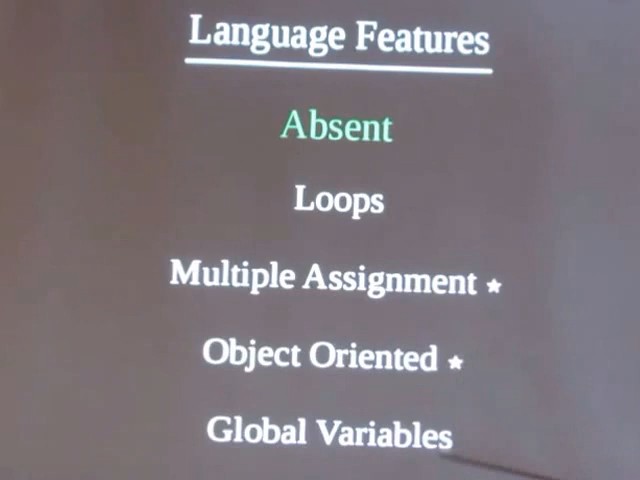 Language Features
Absent
Loops
Multiple Assignment ★
Object Oriented ★
Global Variables